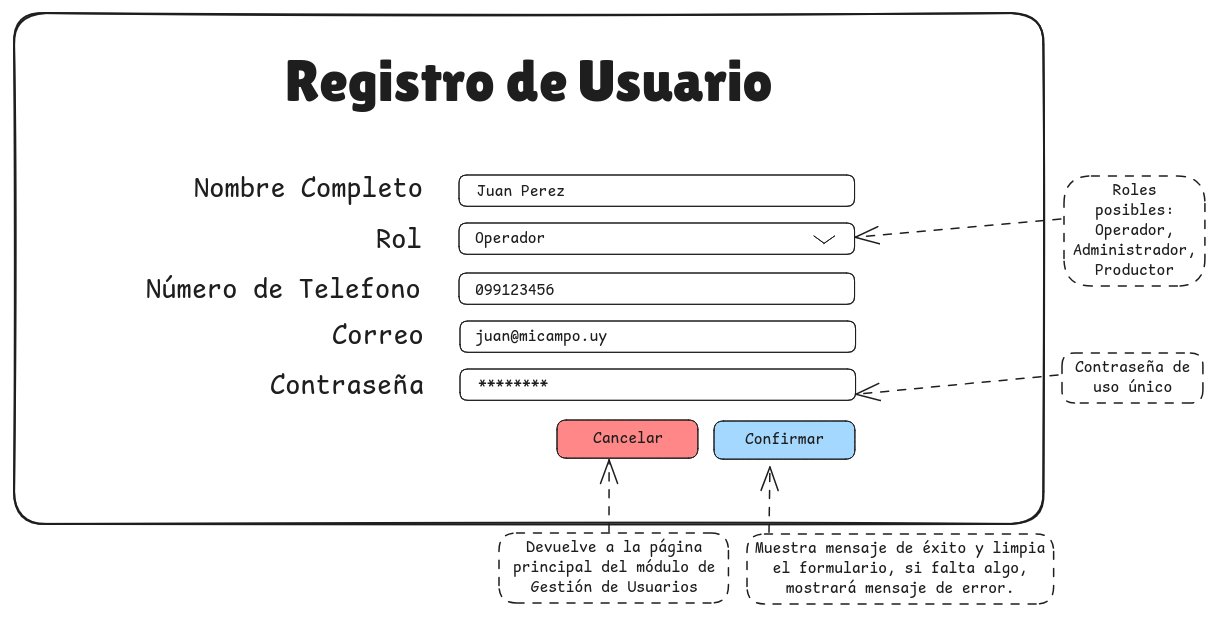 Registro de Usuario
Nombre Completo
Juan Perez
Rol
Operador
Número de Telefono
099123456
Correo
juan@micampo.uy
Contraseña
********
Cancelar
Confirmar
Roles
posibles:
Operador,
Administrador,
Productor
Contraseña de
uso único
Devuelve a la página
principal del módulo de
Gestión de Usuarios
Muestra mensaje de éxito y limpia
el formulario, si falta algo,
mostrará mensaje de error.